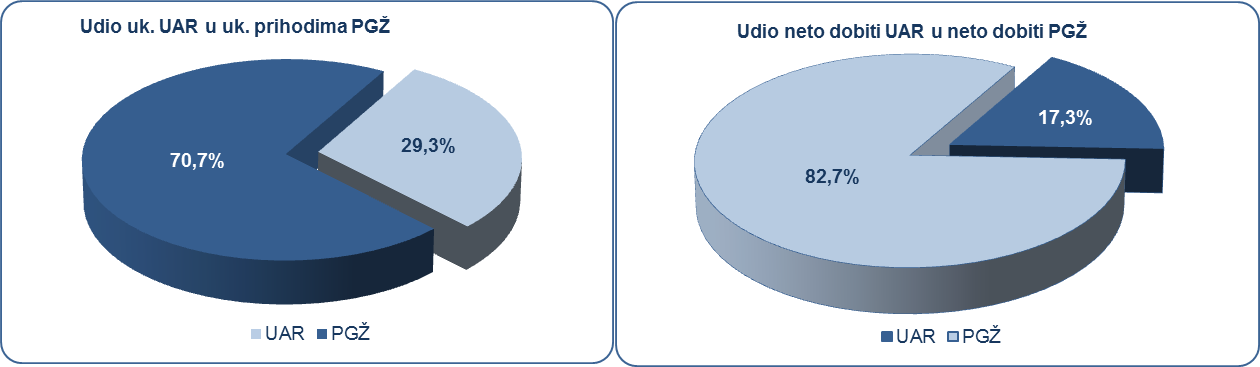 Udio uk. UAR u uk. prihodima PGŽ
70,7%
29,3%
UAR PGŽ
Udio neto dobiti UAR u neto dobiti PGŽ
17,3%
82,7%
UAR PGŽ